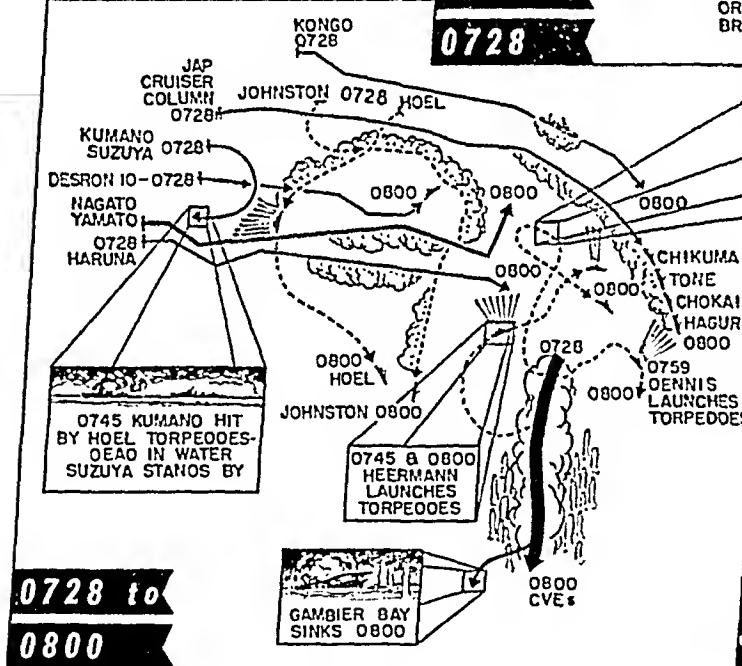 KONGO
0728
0728
OR
BR
JAP
CRUISER
COLUMN
0728
JOHNSTON 0728 HOEL
KUMANO
SUZUYA 0728
DESRON 10-0728
NAGATO
YAMATO
0728
HARUNA
0800
0800
0800
0800
0800
CHIKUMA
TONE
CHOKAI
HAGUR
0800
0728
0759
DENNIS
LAUNCHES
TORPEDOES
0800
0800
HOEL
JOHNSTON 0800
0745 KUMANO HIT
BY HOEL TORPEDOES-
DEAD IN WATER
SUZUYA STANDS BY
0745 & 0800
HEERMANN
LAUNCHES
TORPEDOES
0800
CVEs
GAMBIER BAY
SINKS 0800
0728 to
0800